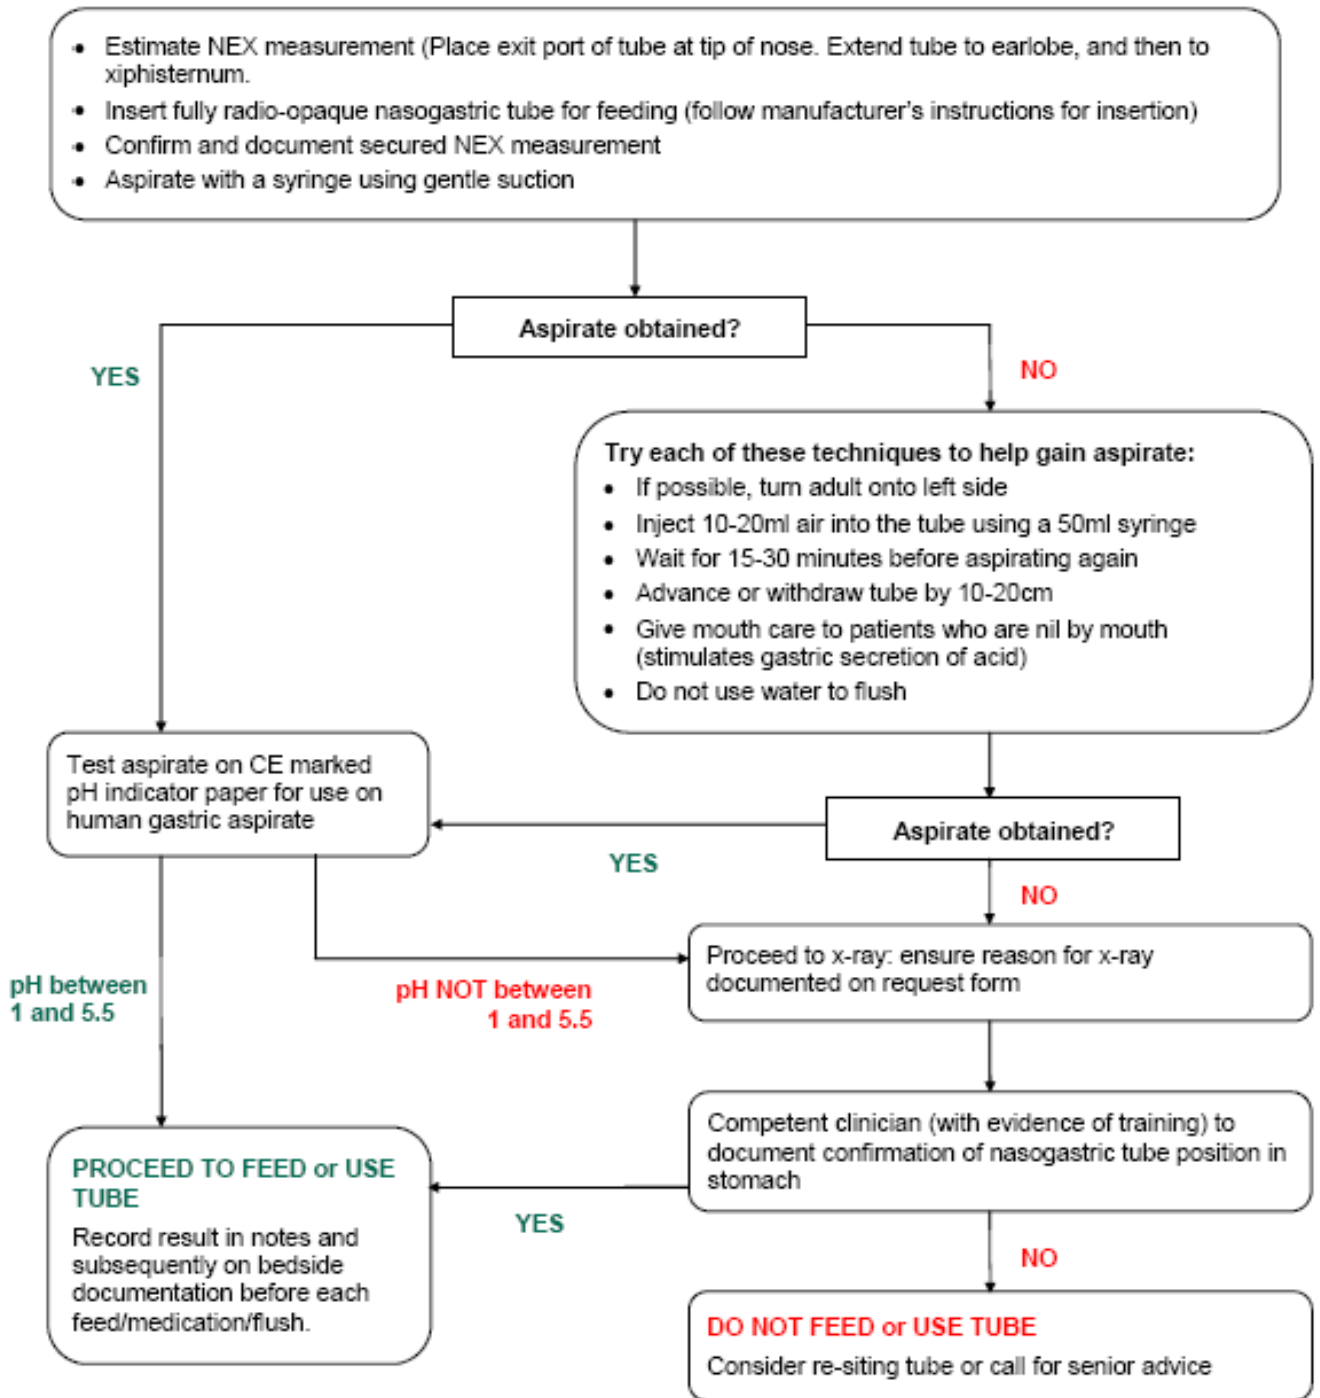 • Estimate NEX measurement (Place exit port of tube at tip of nose. Extend tube to earlobe, and then to
xiphisternum.
• Insert fully radio-opaque nasogastric tube for feeding (follow manufacturer's instructions for insertion)
• Confirm and document secured NEX measurement
• Aspirate with a syringe using gentle suction
Aspirate obtained?
YES
NO
Try each of these techniques to help gain aspirate:
• If possible, turn adult onto left side
• Inject 10-20ml air into the tube using a 50ml syringe
• Wait for 15-30 minutes before aspirating again
• Advance or withdraw tube by 10-20cm
• Give mouth care to patients who are nil by mouth
(stimulates gastric secretion of acid)
• Do not use water to flush
Test aspirate on CE marked
pH indicator paper for use on
human gastric aspirate
Aspirate obtained?
YES
NO
Proceed to x-ray: ensure reason for x-ray
documented on request form
pH between
1 and 5.5
pH NOT between
1 and 5.5
Competent clinician (with evidence of training) to
document confirmation of nasogastric tube position in
stomach
PROCEED TO FEED or USE
TUBE
Record result in notes and
subsequently on bedside
documentation before each
feed/medication/flush.
YES
NO
DO NOT FEED or USE TUBE
Consider re-siting tube or call for senior advice